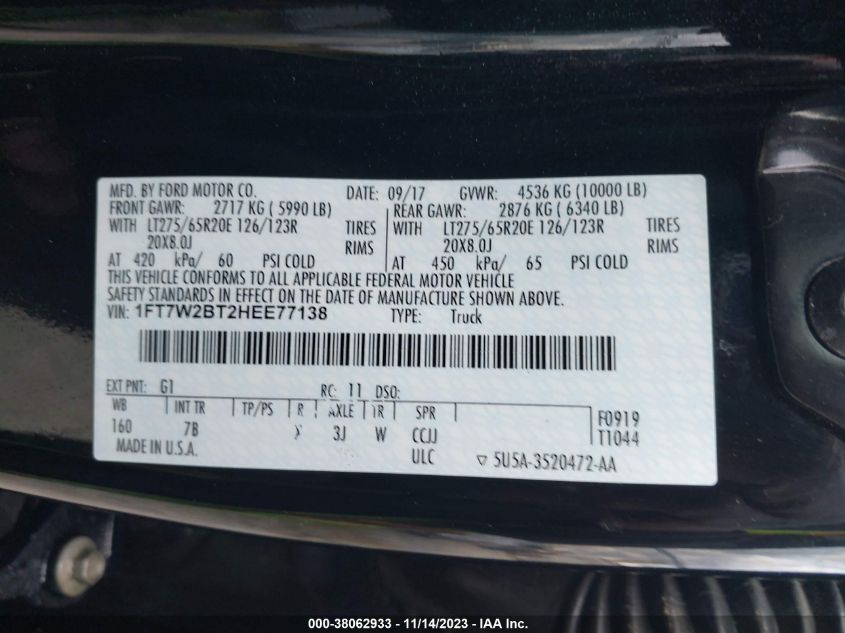 MFD. BY FORD MOTOR CO. DATE: 09/17 GVWR: 4536 KG (10000 LB)
FRONT GAWR: 2717 KG ( 5990 LB) REAR GAWR: 2876 KG ( 6340 LB)
WITH LT275/65R20E 126/123R TIRES WITH LT275/65R20E 126/123R TIRES
20X8.0J RIMS 20X8.0J RIMS
AT 420 kPa/ 60 PSI COLD AT 450 kPa/ 65 PSI COLD
THIS VEHICLE CONFORMS TO ALL APPLICABLE FEDERAL MOTOR VEHICLE
SAFETY STANDARDS IN EFFECT ON THE DATE OF MANUFACTURE SHOWN ABOVE.
VIN: 1FT7W2BT2HEE77138 TYPE: Truck
EXT PNT: G1 RC: 11 DSO:
WB INT TR TP/PS R AXLE TR SPR F0919
160 7B 3J W CCJJ T1044
MADE IN U.S.A. ULC ▽ 5U5A-3520472-AA
000-38062933 - 11/14/2023 - IAA Inc.